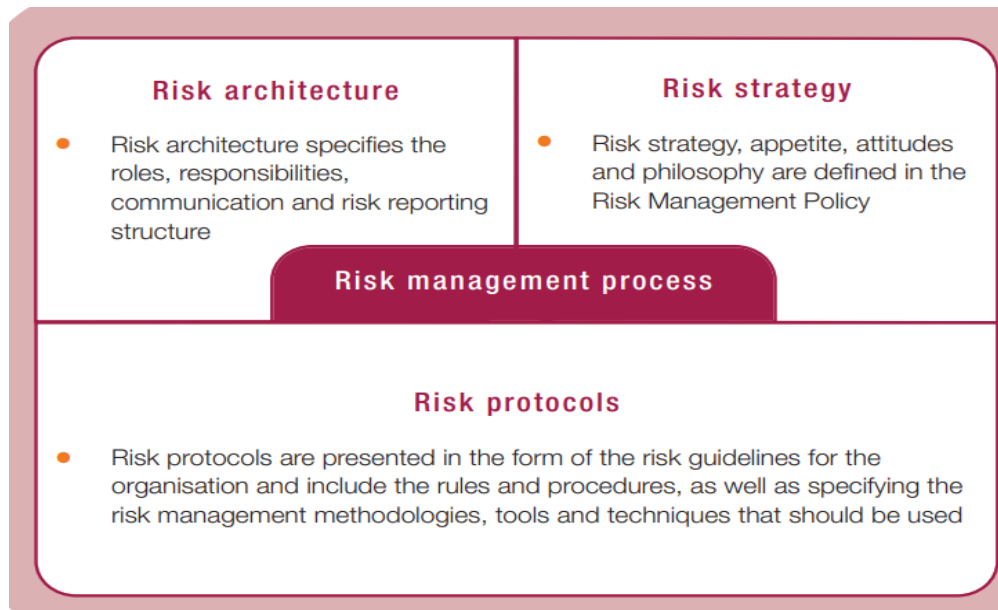 Risk architecture
• Risk architecture specifies the
roles, responsibilities,
communication and risk reporting
structure
Risk strategy
• Risk strategy, appetite, attitudes
and philosophy are defined in the
Risk Management Policy
Risk management process
Risk protocols
• Risk protocols are presented in the form of the risk guidelines for the
organisation and include the rules and procedures, as well as specifying the
risk management methodologies, tools and techniques that should be used